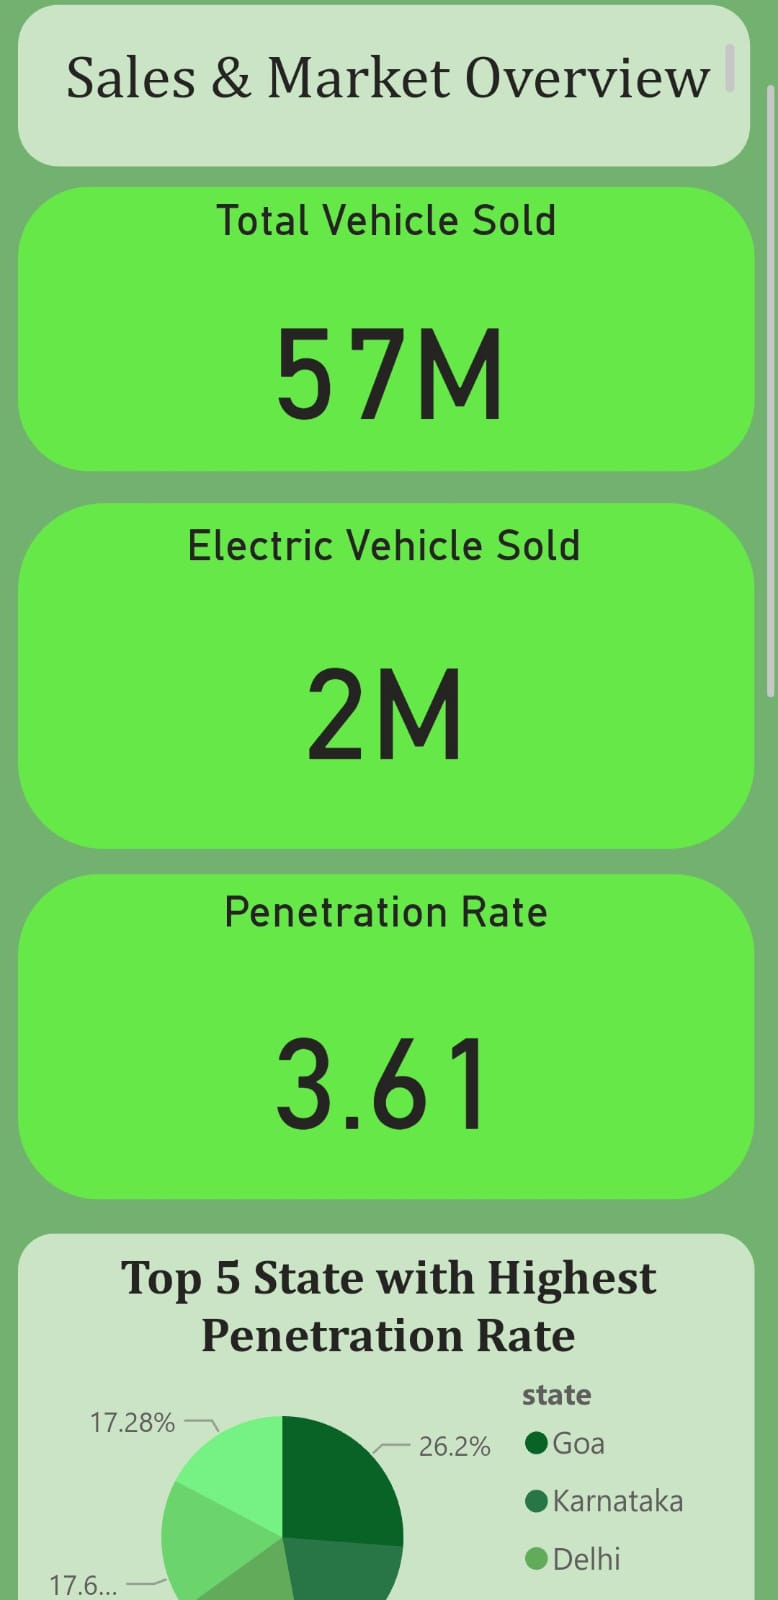 Sales & Market Overview
Total Vehicle Sold
57M
Electric Vehicle Sold
2M
Penetration Rate
3.61
Top 5 State with Highest
Penetration Rate
state
17.28%
26.2%
Goa
Karnataka
Delhi
17.6...